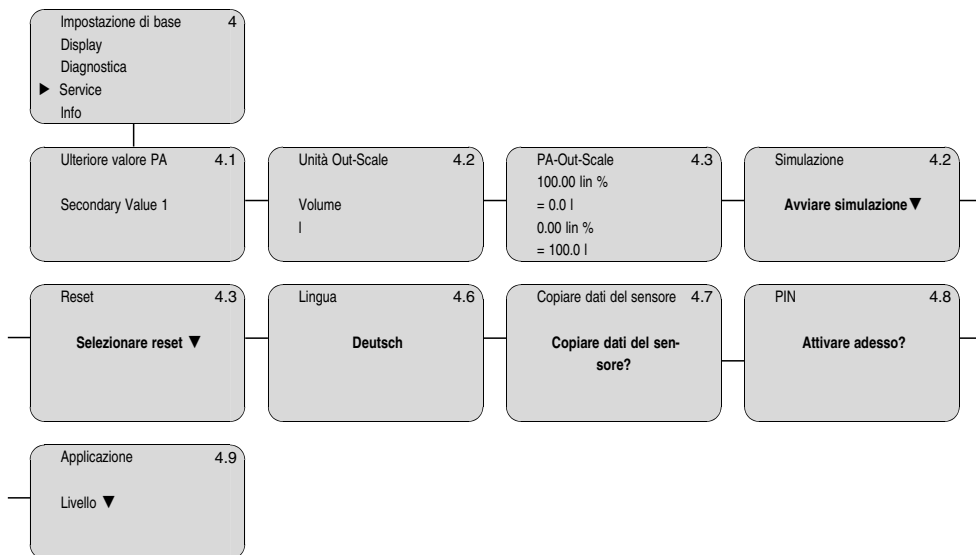 Impostazione di base 4
Display
Diagnostica
▶ Service
Info
Ulteriore valore PA 4.1
Secondary Value 1
Unità Out-Scale 4.2
Volume
l
PA-Out-Scale 4.3
100.00 lin %
= 0.0 l
0.00 lin %
= 100.0 l
Simulazione 4.2
Avviare simulazione ▼
Reset 4.3
Selezionare reset ▼
Lingua 4.6
Deutsch
Copiare dati del sensore 4.7
Copiare dati del sen-
sore?
PIN 4.8
Attivare adesso?
Applicazione 4.9
Livello ▼